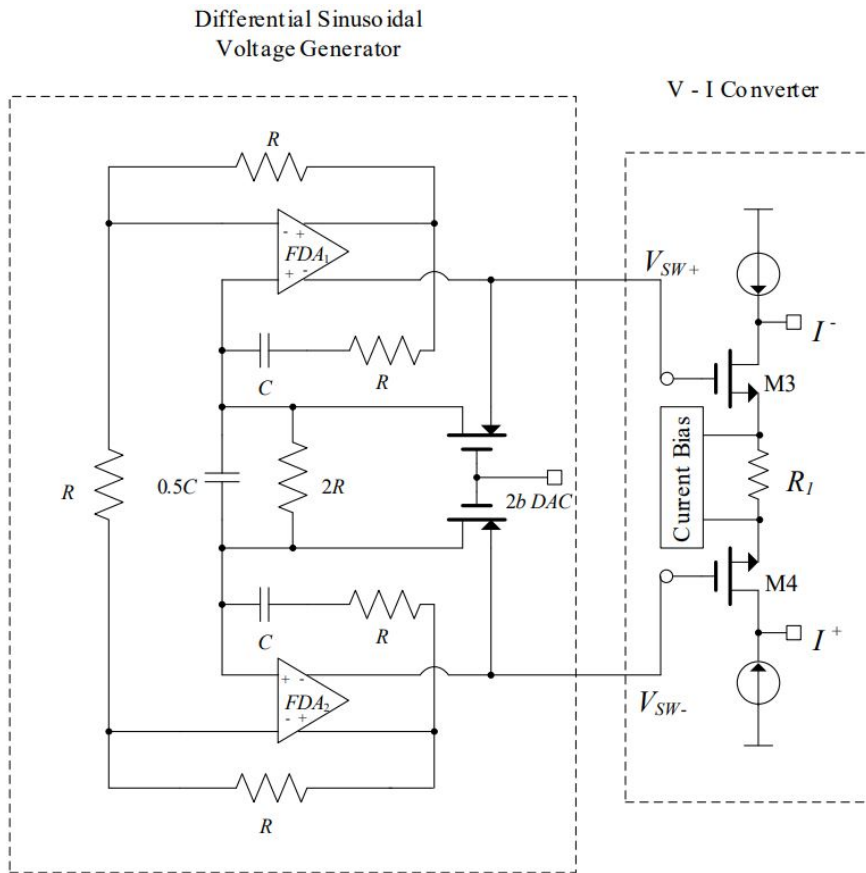 Differential Sinusoidal
Voltage Generator
V - I Converter
R
- +
FDA1
+ -
VSW+
I-
C
R
M3
R
0.5C
2R
2b DAC
Current Bias
R1
C
R
M4
+ -
FDA2
- +
VSW-
I+
R